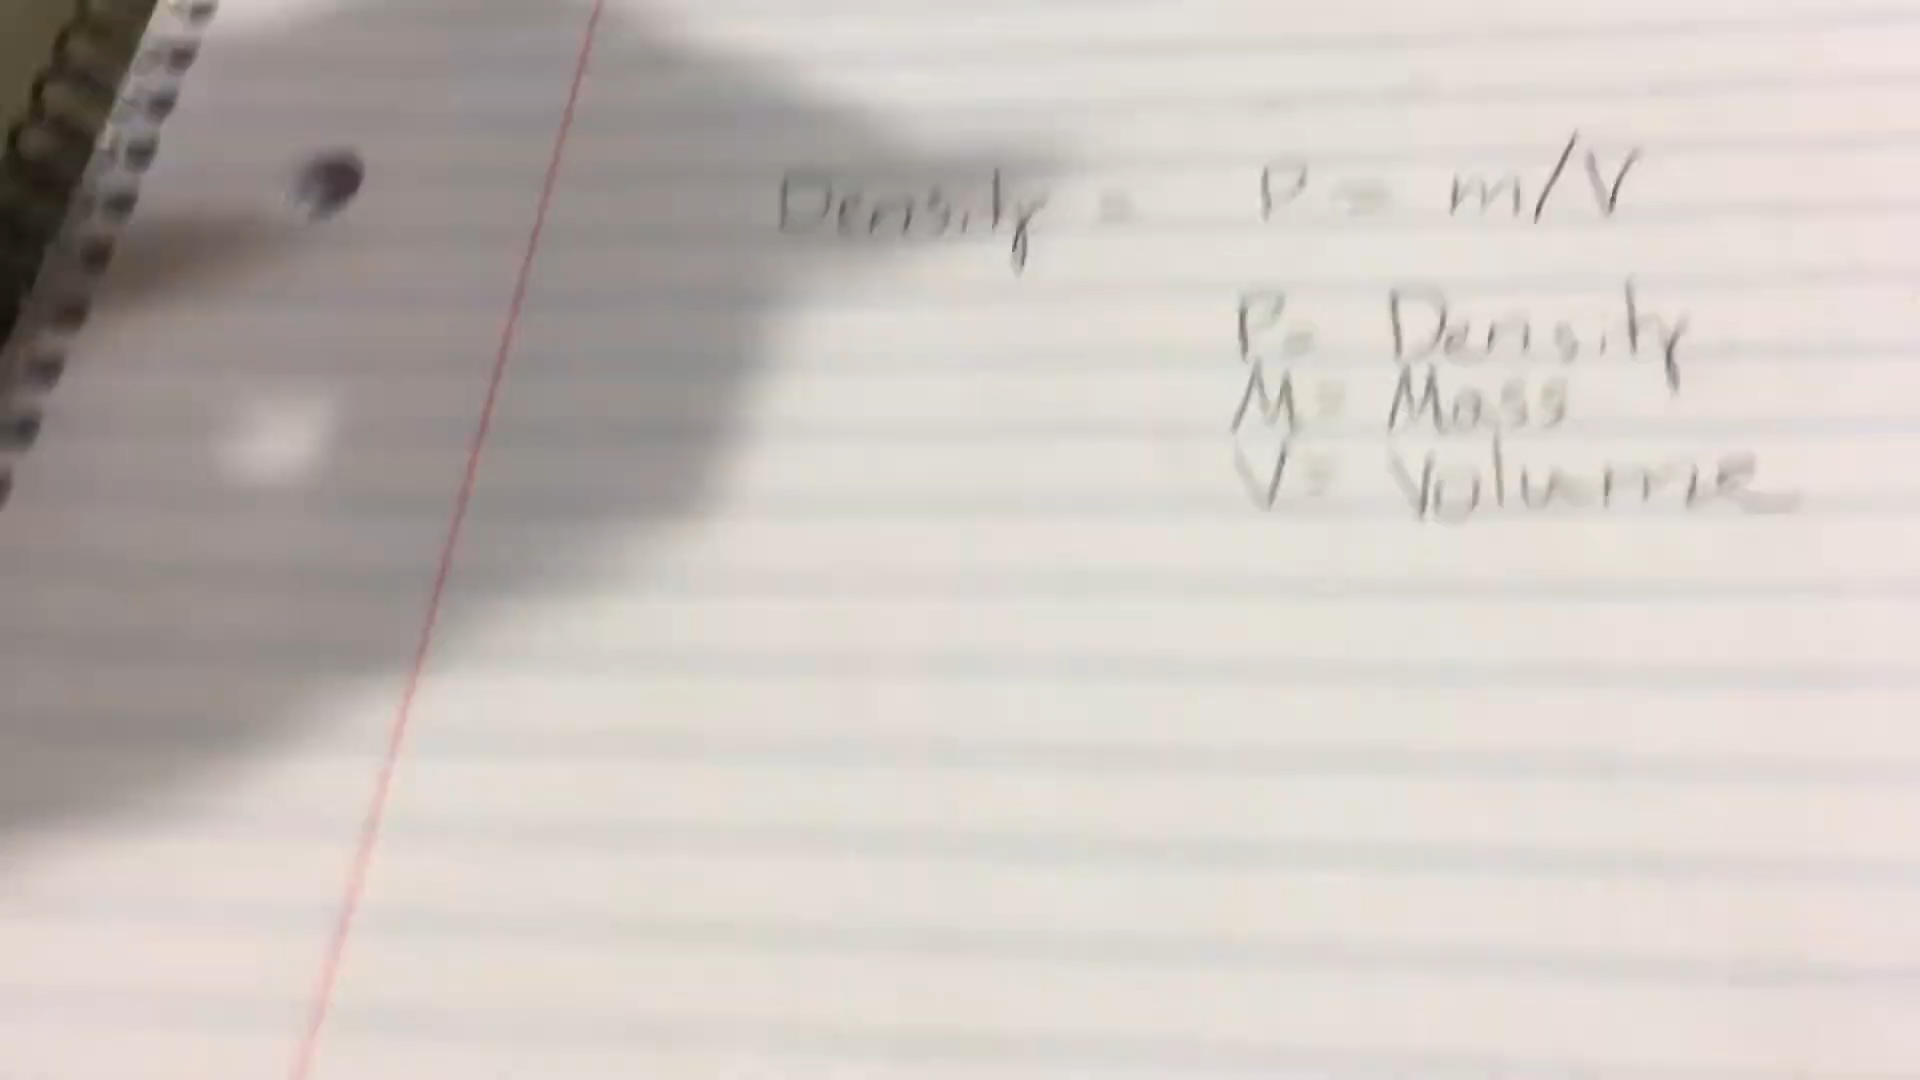 Density = P = m/V
P= Density
M= Mass
V= Volume